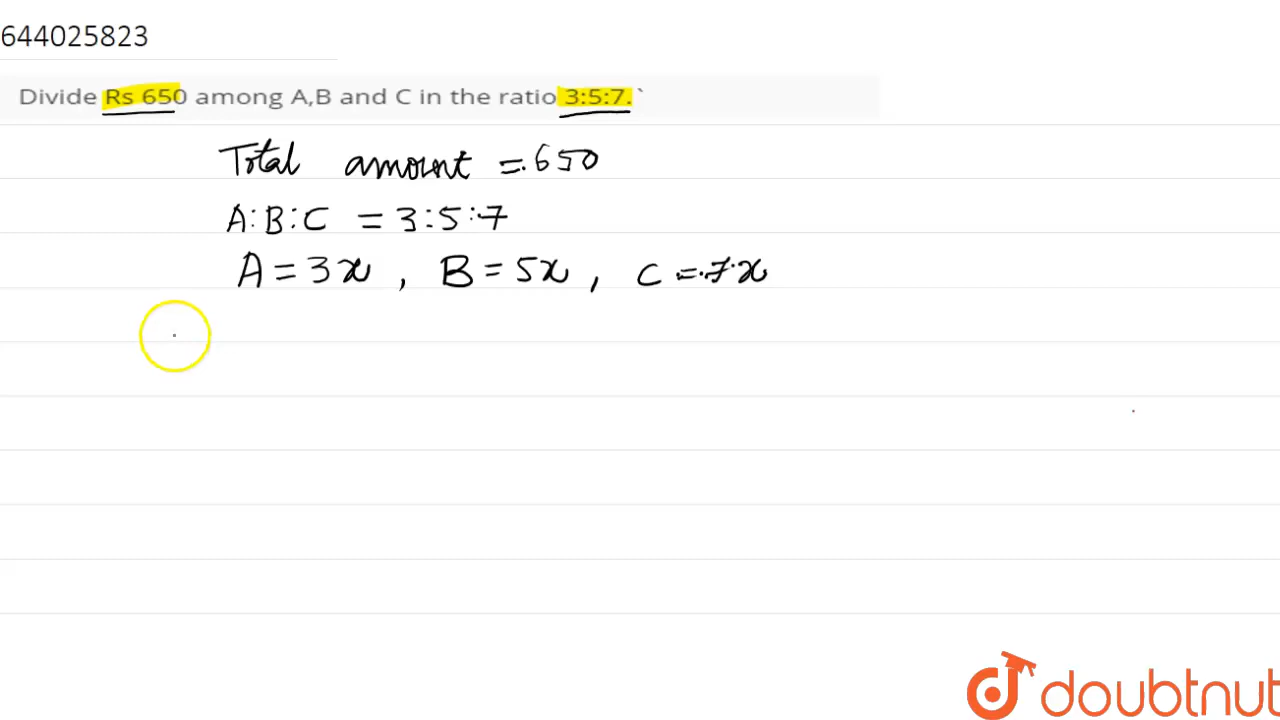 644025823
Divide Rs 650 among A,B and C in the ratio 3:5:7.`
Total amount = 650
A:B:C = 3:5:7
A = 3x , B = 5x , C = 7x
doubtnut